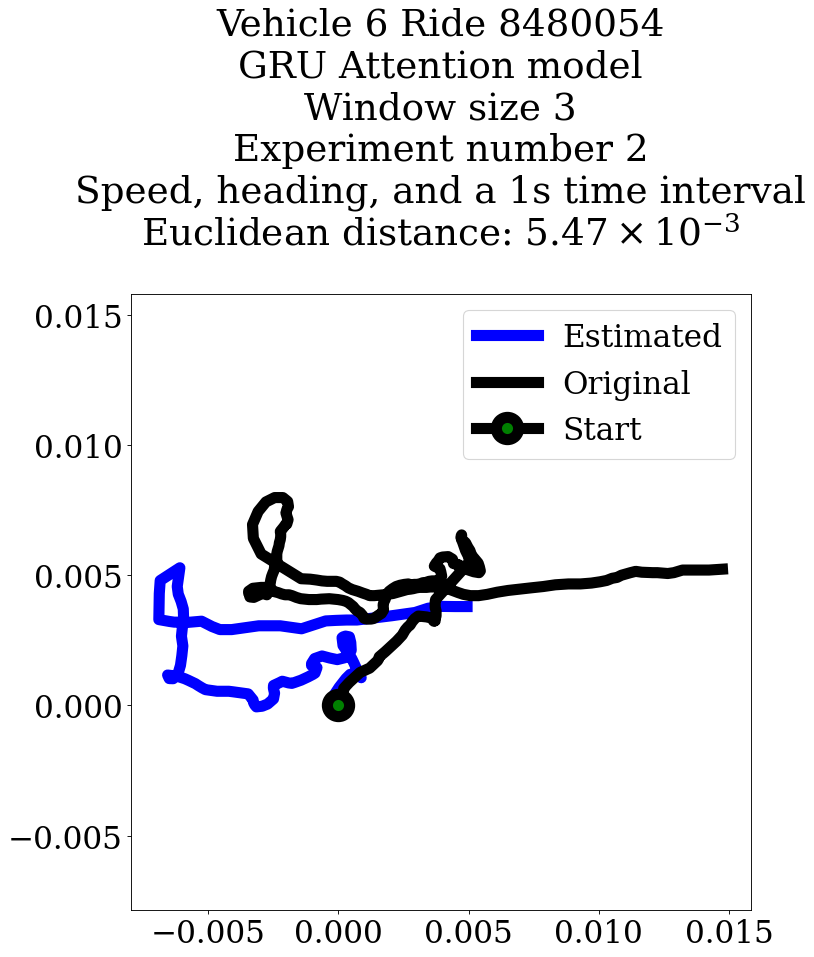 Vehicle 6 Ride 8480054
GRU Attention model
Window size 3
Experiment number 2
Speed, heading, and a 1s time interval
Euclidean distance: 5.47 × 10⁻³
Estimated
Original
Start
0.015
0.010
0.005
0.000
−0.005
−0.005 0.000 0.005 0.010 0.015